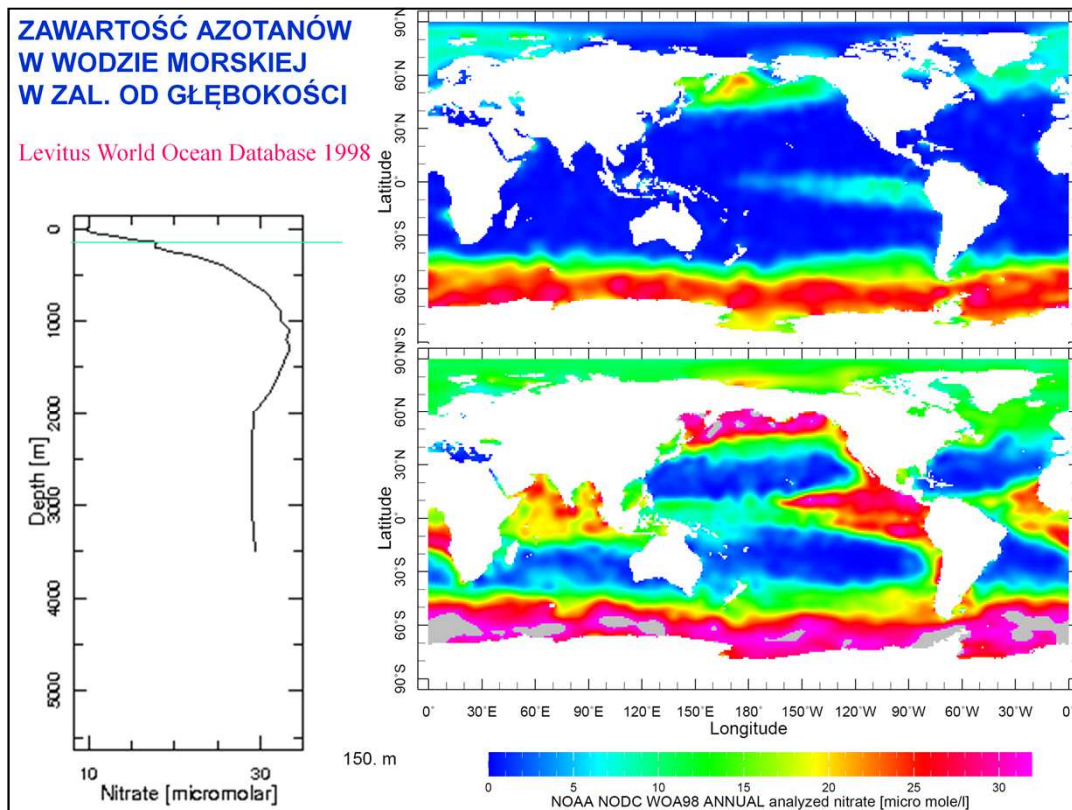 ZAWARTOŚĆ AZOTANÓW
W WODZIE MORSKIEJ
W ZAL. OD GŁĘBOKOŚCI
Levitus World Ocean Database 1998
0
1000
2000
3000
4000
5000
Depth [m]
10 30
Nitrate [micromolar]
150. m
90°N
60°N
30°N
0°
30°S
60°S
90°S
Latitude
90°N
60°N
30°N
0°
30°S
60°S
90°S
Latitude
0° 30°E 60°E 90°E 120°E 150°E 180° 150°W 120°W 90°W 60°W 30°W 0°
Longitude
0 5 10 15 20 25 30
NOAA NODC WOA98 ANNUAL analyzed nitrate [micro mole/l]